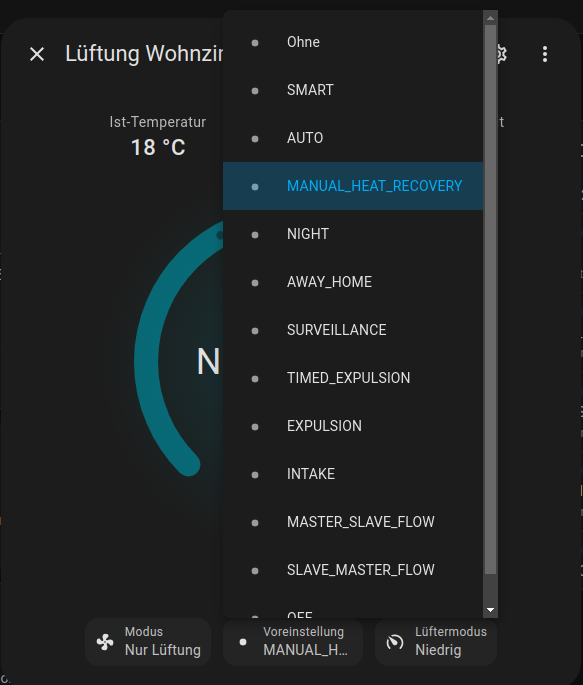 Lüftung Wohnzi
Ist-Temperatur
18 °C
t
N
Ohne
SMART
AUTO
MANUAL_HEAT_RECOVERY
NIGHT
AWAY_HOME
SURVEILLANCE
TIMED_EXPULSION
EXPULSION
INTAKE
MASTER_SLAVE_FLOW
SLAVE_MASTER_FLOW
OFF
Modus
Nur Lüftung
Voreinstellung
MANUAL_H...
Lüftermodus
Niedrig